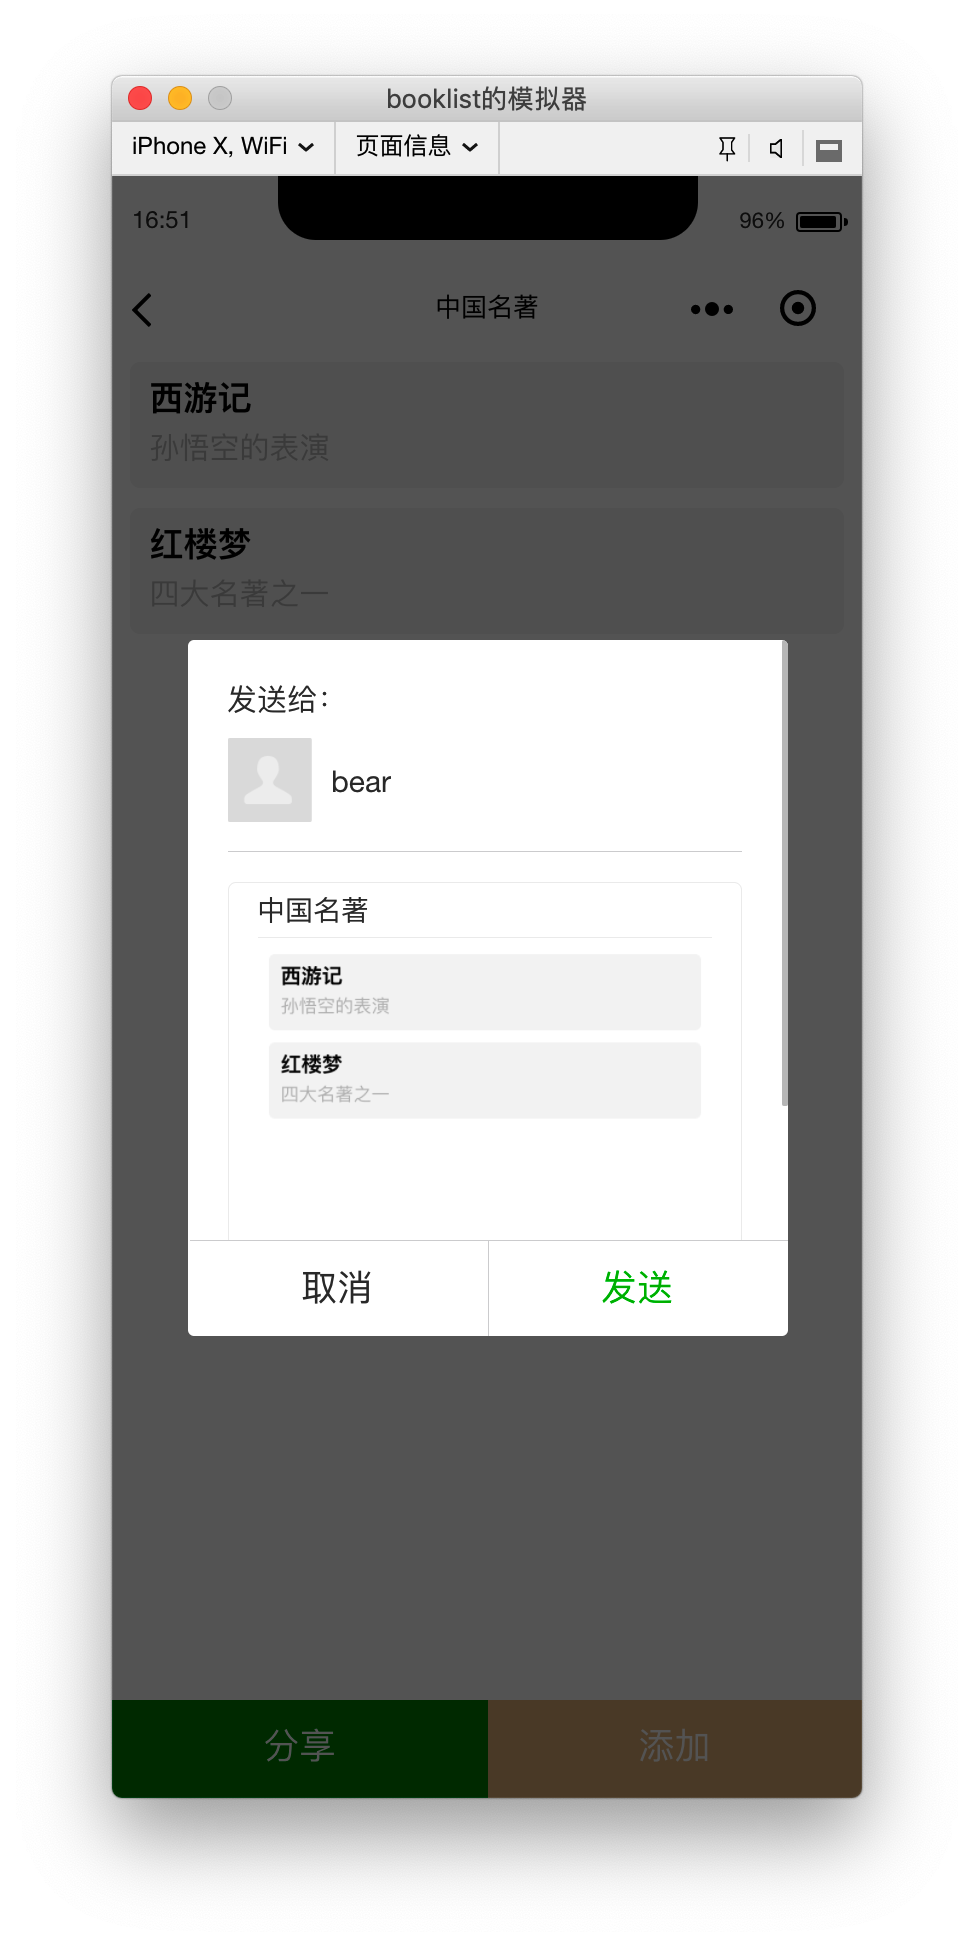 booklist的模拟器
iPhone X, WiFi
页面信息
16:51
96%
中国名著
西游记
孙悟空的表演
红楼梦
四大名著之一
发送给：
bear
中国名著
西游记
孙悟空的表演
红楼梦
四大名著之一
取消
发送
分享
添加